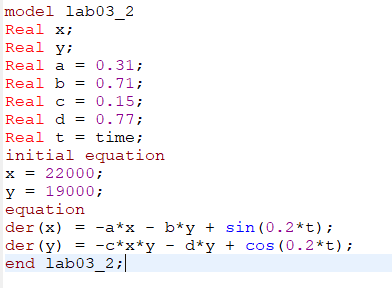 model lab03_2
Real x;
Real y;
Real a = 0.31;
Real b = 0.71;
Real c = 0.15;
Real d = 0.77;
Real t = time;
initial equation
x = 22000;
y = 19000;
equation
der(x) = -a*x - b*y + sin(0.2*t);
der(y) = -c*x*y - d*y + cos(0.2*t);
end lab03_2;